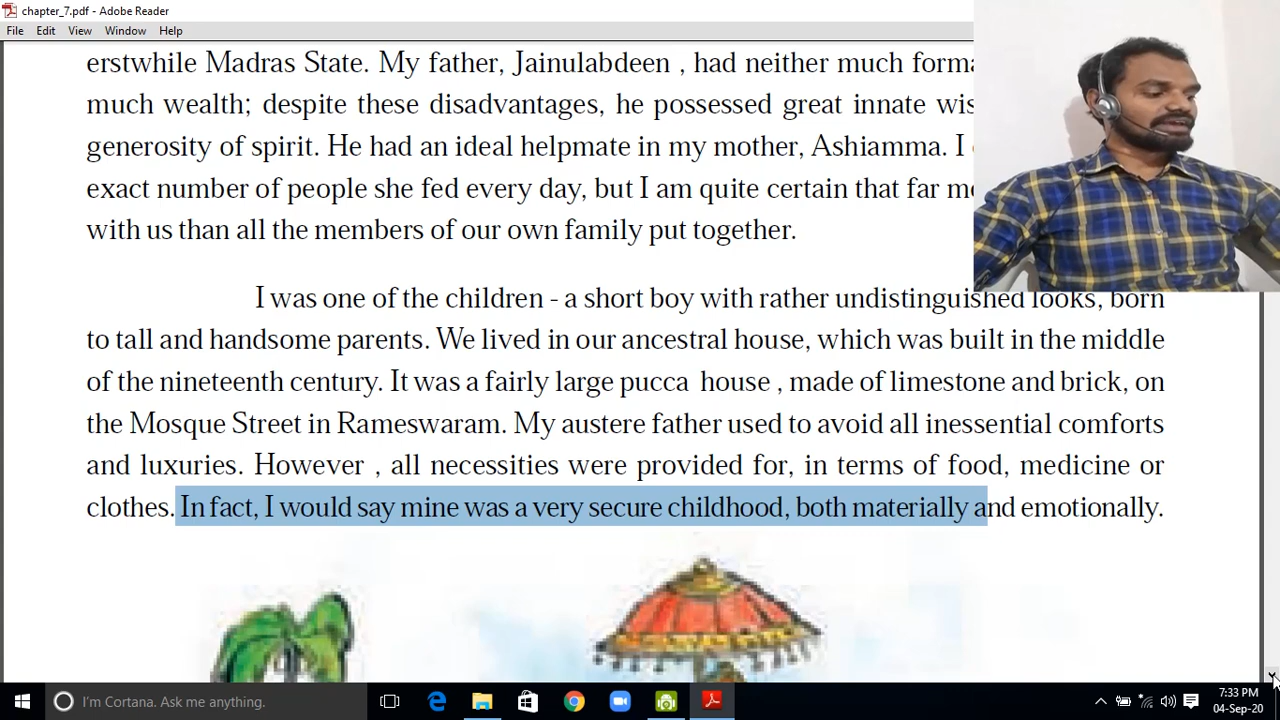 chapter_7.pdf - Adobe Reader
File Edit View Window Help
erstwhile Madras State. My father, Jainulabdeen , had neither much
much wealth; despite these disadvantages, he possessed great innate
generosity of spirit. He had an ideal helpmate in my mother, Ashiamma. I
exact number of people she fed every day, but I am quite certain that far
with us than all the members of our own family put together.
I was one of the children - a short boy with rather undistinguished looks, born
to tall and handsome parents. We lived in our ancestral house, which was built in the middle
of the nineteenth century. It was a fairly large pucca house , made of limestone and brick, on
the Mosque Street in Rameswaram. My austere father used to avoid all inessential comforts
and luxuries. However , all necessities were provided for, in terms of food, medicine or
clothes. In fact, I would say mine was a very secure childhood, both materially and emotionally.
I'm Cortana. Ask me anything.
7:33 PM
04-Sep-20